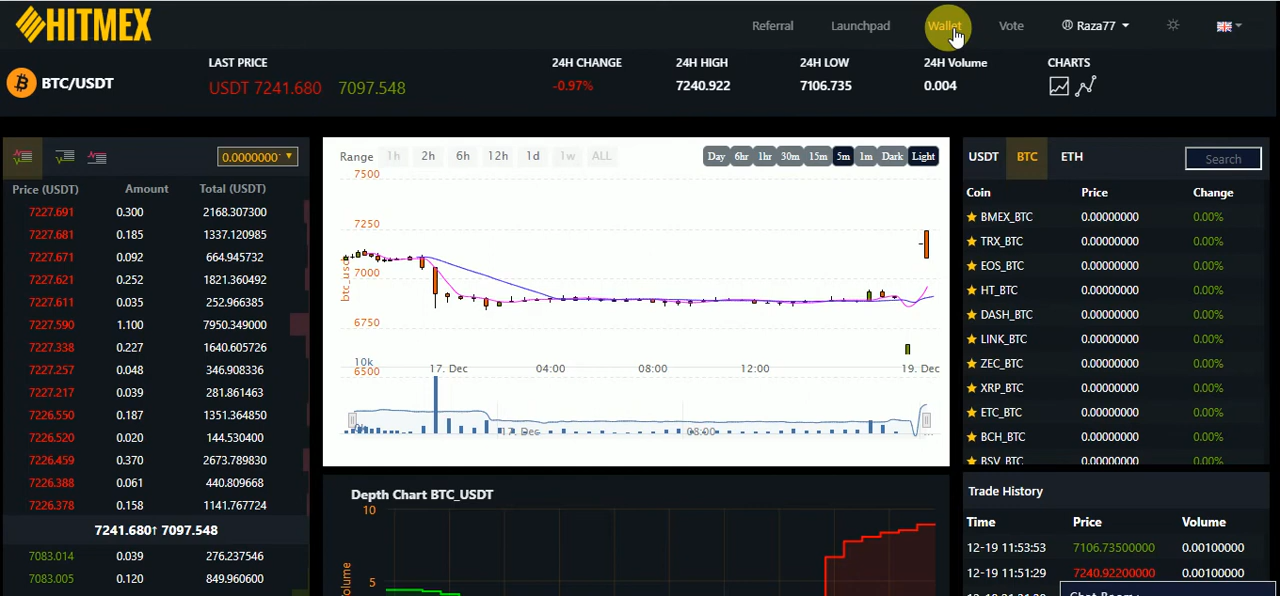 HITMEX
Referral Launchpad Wallet Vote Raza77
BTC/USDT
LAST PRICE 24H CHANGE 24H HIGH 24H LOW 24H Volume CHARTS
USDT 7241.680 7097.548 -0.97% 7240.922 7106.735 0.004
0.0000000
Price (USDT) Amount Total (USDT)
7227.691 0.300 2168.307300
7227.681 0.185 1337.120985
7227.671 0.092 664.945732
7227.621 0.252 1821.360492
7227.611 0.035 252.966385
7227.590 1.100 7950.349000
7227.338 0.227 1640.605726
7227.257 0.048 346.908336
7227.217 0.039 281.861463
7226.550 0.187 1351.364850
7226.520 0.020 144.530400
7226.459 0.370 2673.789830
7226.388 0.061 440.809668
7226.378 0.158 1141.767724
7241.680↑ 7097.548
7083.014 0.039 276.237546
7083.005 0.120 849.960600
Range 1h 2h 6h 12h 1d 1w ALL
Day 6hr 1hr 30m 15m 5m 1m Dark Light
7500
7250
7000
6750
6500
10k
17. Dec 04:00 08:00 12:00 19. Dec
17. Dec 08:00
Depth Chart BTC_USDT
10
5
Volume
USDT BTC ETH Search
Coin Price Change
BMEX_BTC 0.00000000 0.00%
TRX_BTC 0.00000000 0.00%
EOS_BTC 0.00000000 0.00%
HT_BTC 0.00000000 0.00%
DASH_BTC 0.00000000 0.00%
LINK_BTC 0.00000000 0.00%
ZEC_BTC 0.00000000 0.00%
XRP_BTC 0.00000000 0.00%
ETC_BTC 0.00000000 0.00%
BCH_BTC 0.00000000 0.00%
BSV_BTC 0.00000000 0.00%
Trade History
Time Price Volume
12-19 11:53:53 7106.73500000 0.00100000
12-19 11:51:29 7240.92200000 0.00100000
Chat Room